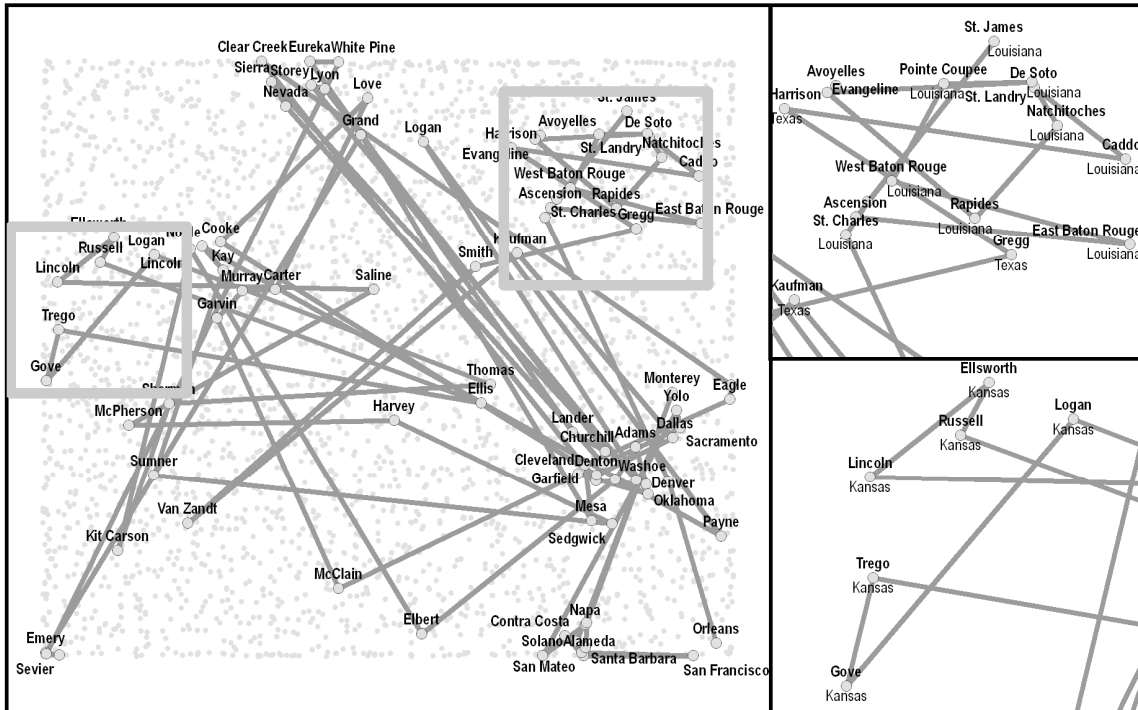 Clear Creek
Eureka
White Pine
Sierra
Storey
Lyon
Nevada
Love
Grand
Logan
St. James
Harrison
Avoyelles
De Soto
Evangeline
St. Landry
Natchitoches
Caddo
West Baton Rouge
Ascension
Rapides
St. Charles
Gregg
East Baton Rouge
Kaufman
Smith
Ellsworth
Russell
Logan
Lincoln
Lincoln
Noble
Cooke
Kay
Murray
Carter
Saline
Garvin
Trego
Gove
Sherman
McPherson
Harvey
Thomas
Ellis
Monterey
Eagle
Yolo
Lander
Churchill
Adams
Dallas
Sacramento
Sumner
Cleveland
Denton
Washoe
Garfield
Denver
Oklahoma
Van Zandt
Mesa
Payne
Kit Carson
Sedgwick
McClain
Elbert
Napa
Contra Costa
Orleans
Emery
Solano
Alameda
Sevier
San Mateo
Santa Barbara
San Francisco
St. James
Louisiana
Avoyelles
Pointe Coupee
De Soto
Harrison
Evangeline
Louisiana
St. Landry
Louisiana
Texas
Natchitoches
Louisiana
Caddo
Louisiana
West Baton Rouge
Louisiana
Ascension
Rapides
St. Charles
Louisiana
Louisiana
East Baton Rouge
Gregg
Louisiana
Texas
Kaufman
Texas
Ellsworth
Kansas
Russell
Kansas
Logan
Kansas
Lincoln
Kansas
Trego
Kansas
Gove
Kansas